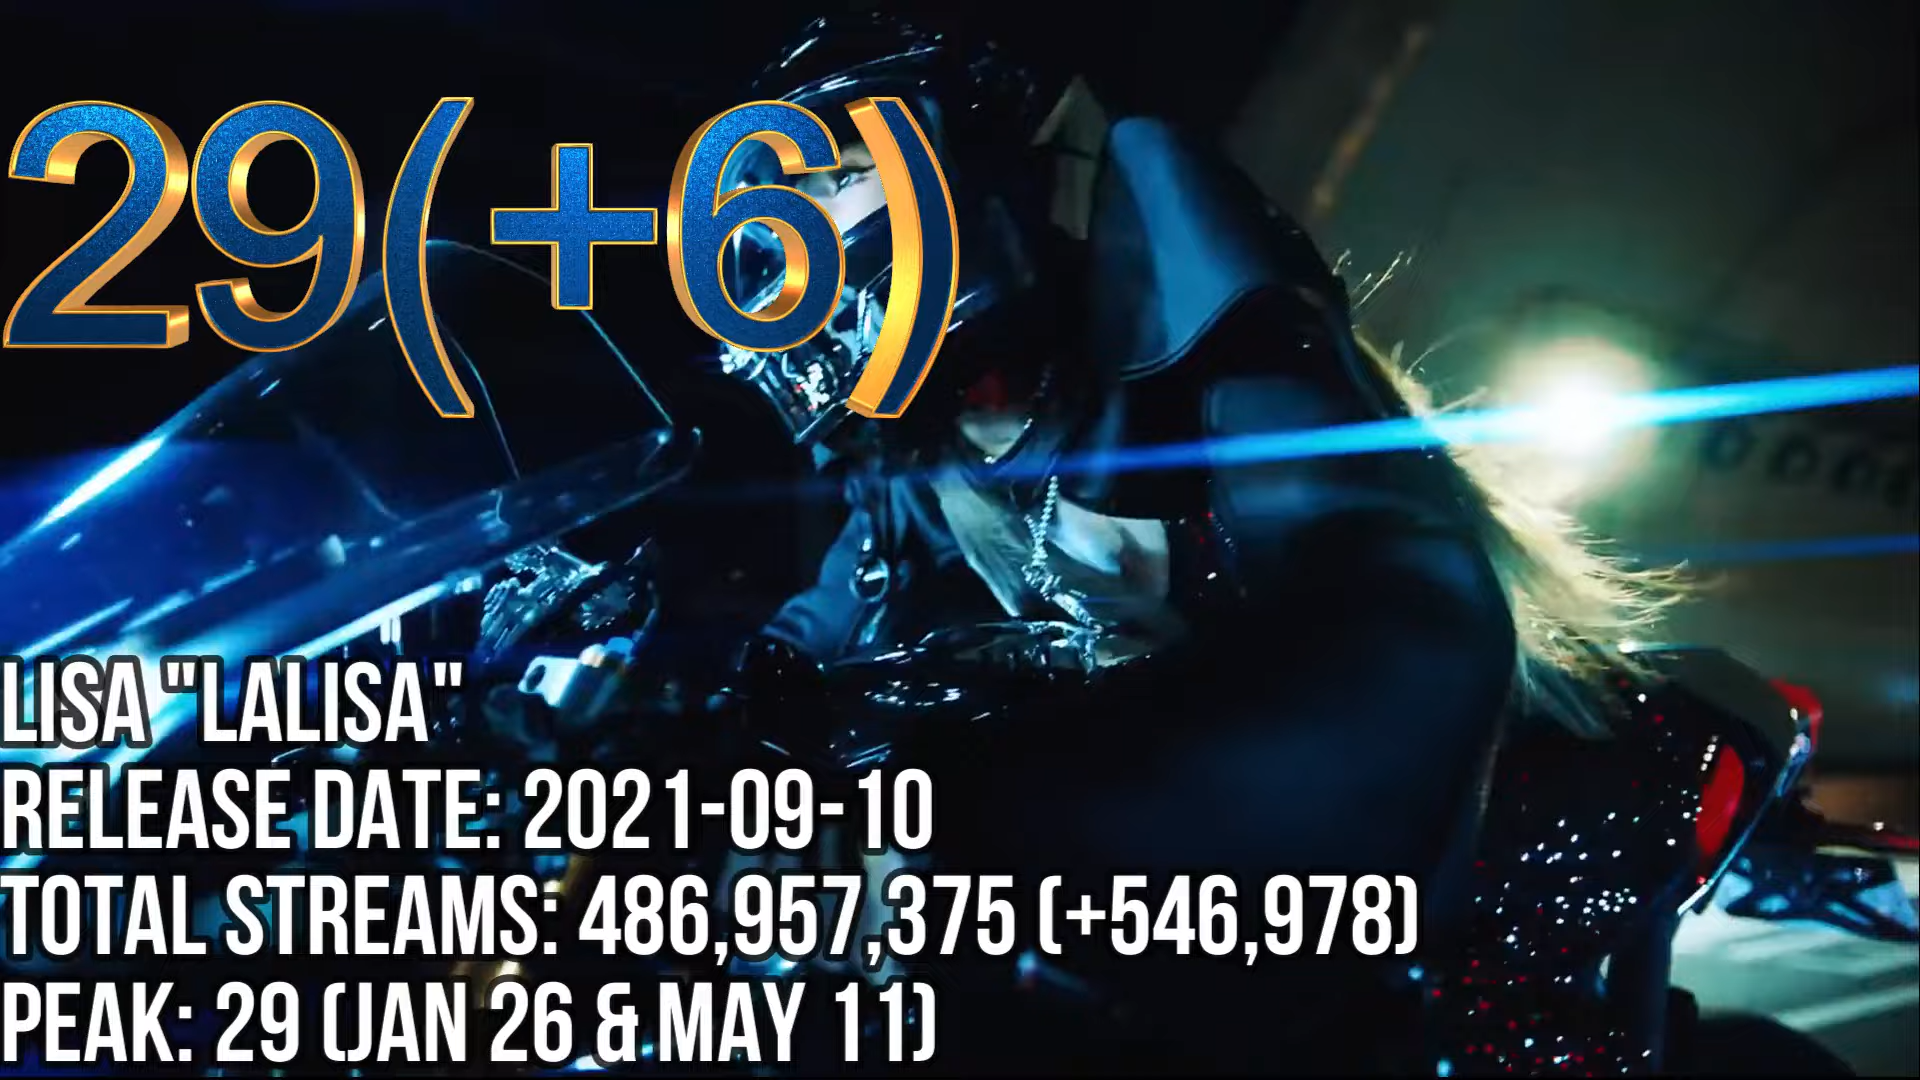 29(+6)
LISA "LALISA"
RELEASE DATE: 2021-09-10
TOTAL STREAMS: 486,957,375 (+546,978)
PEAK: 29 (JAN 26 & MAY 11)